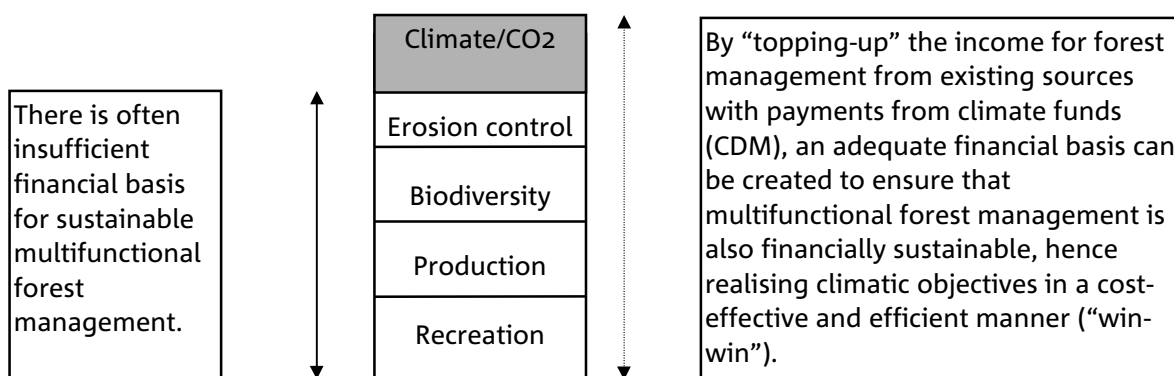 There is often
insufficient
financial basis
for sustainable
multifunctional
forest
management.
Climate/CO2
Erosion control
Biodiversity
Production
Recreation
By “topping-up” the income for forest
management from existing sources
with payments from climate funds
(CDM), an adequate financial basis can
be created to ensure that
multifunctional forest management is
also financially sustainable, hence
realising climatic objectives in a cost-
effective and efficient manner (“win-
win”).